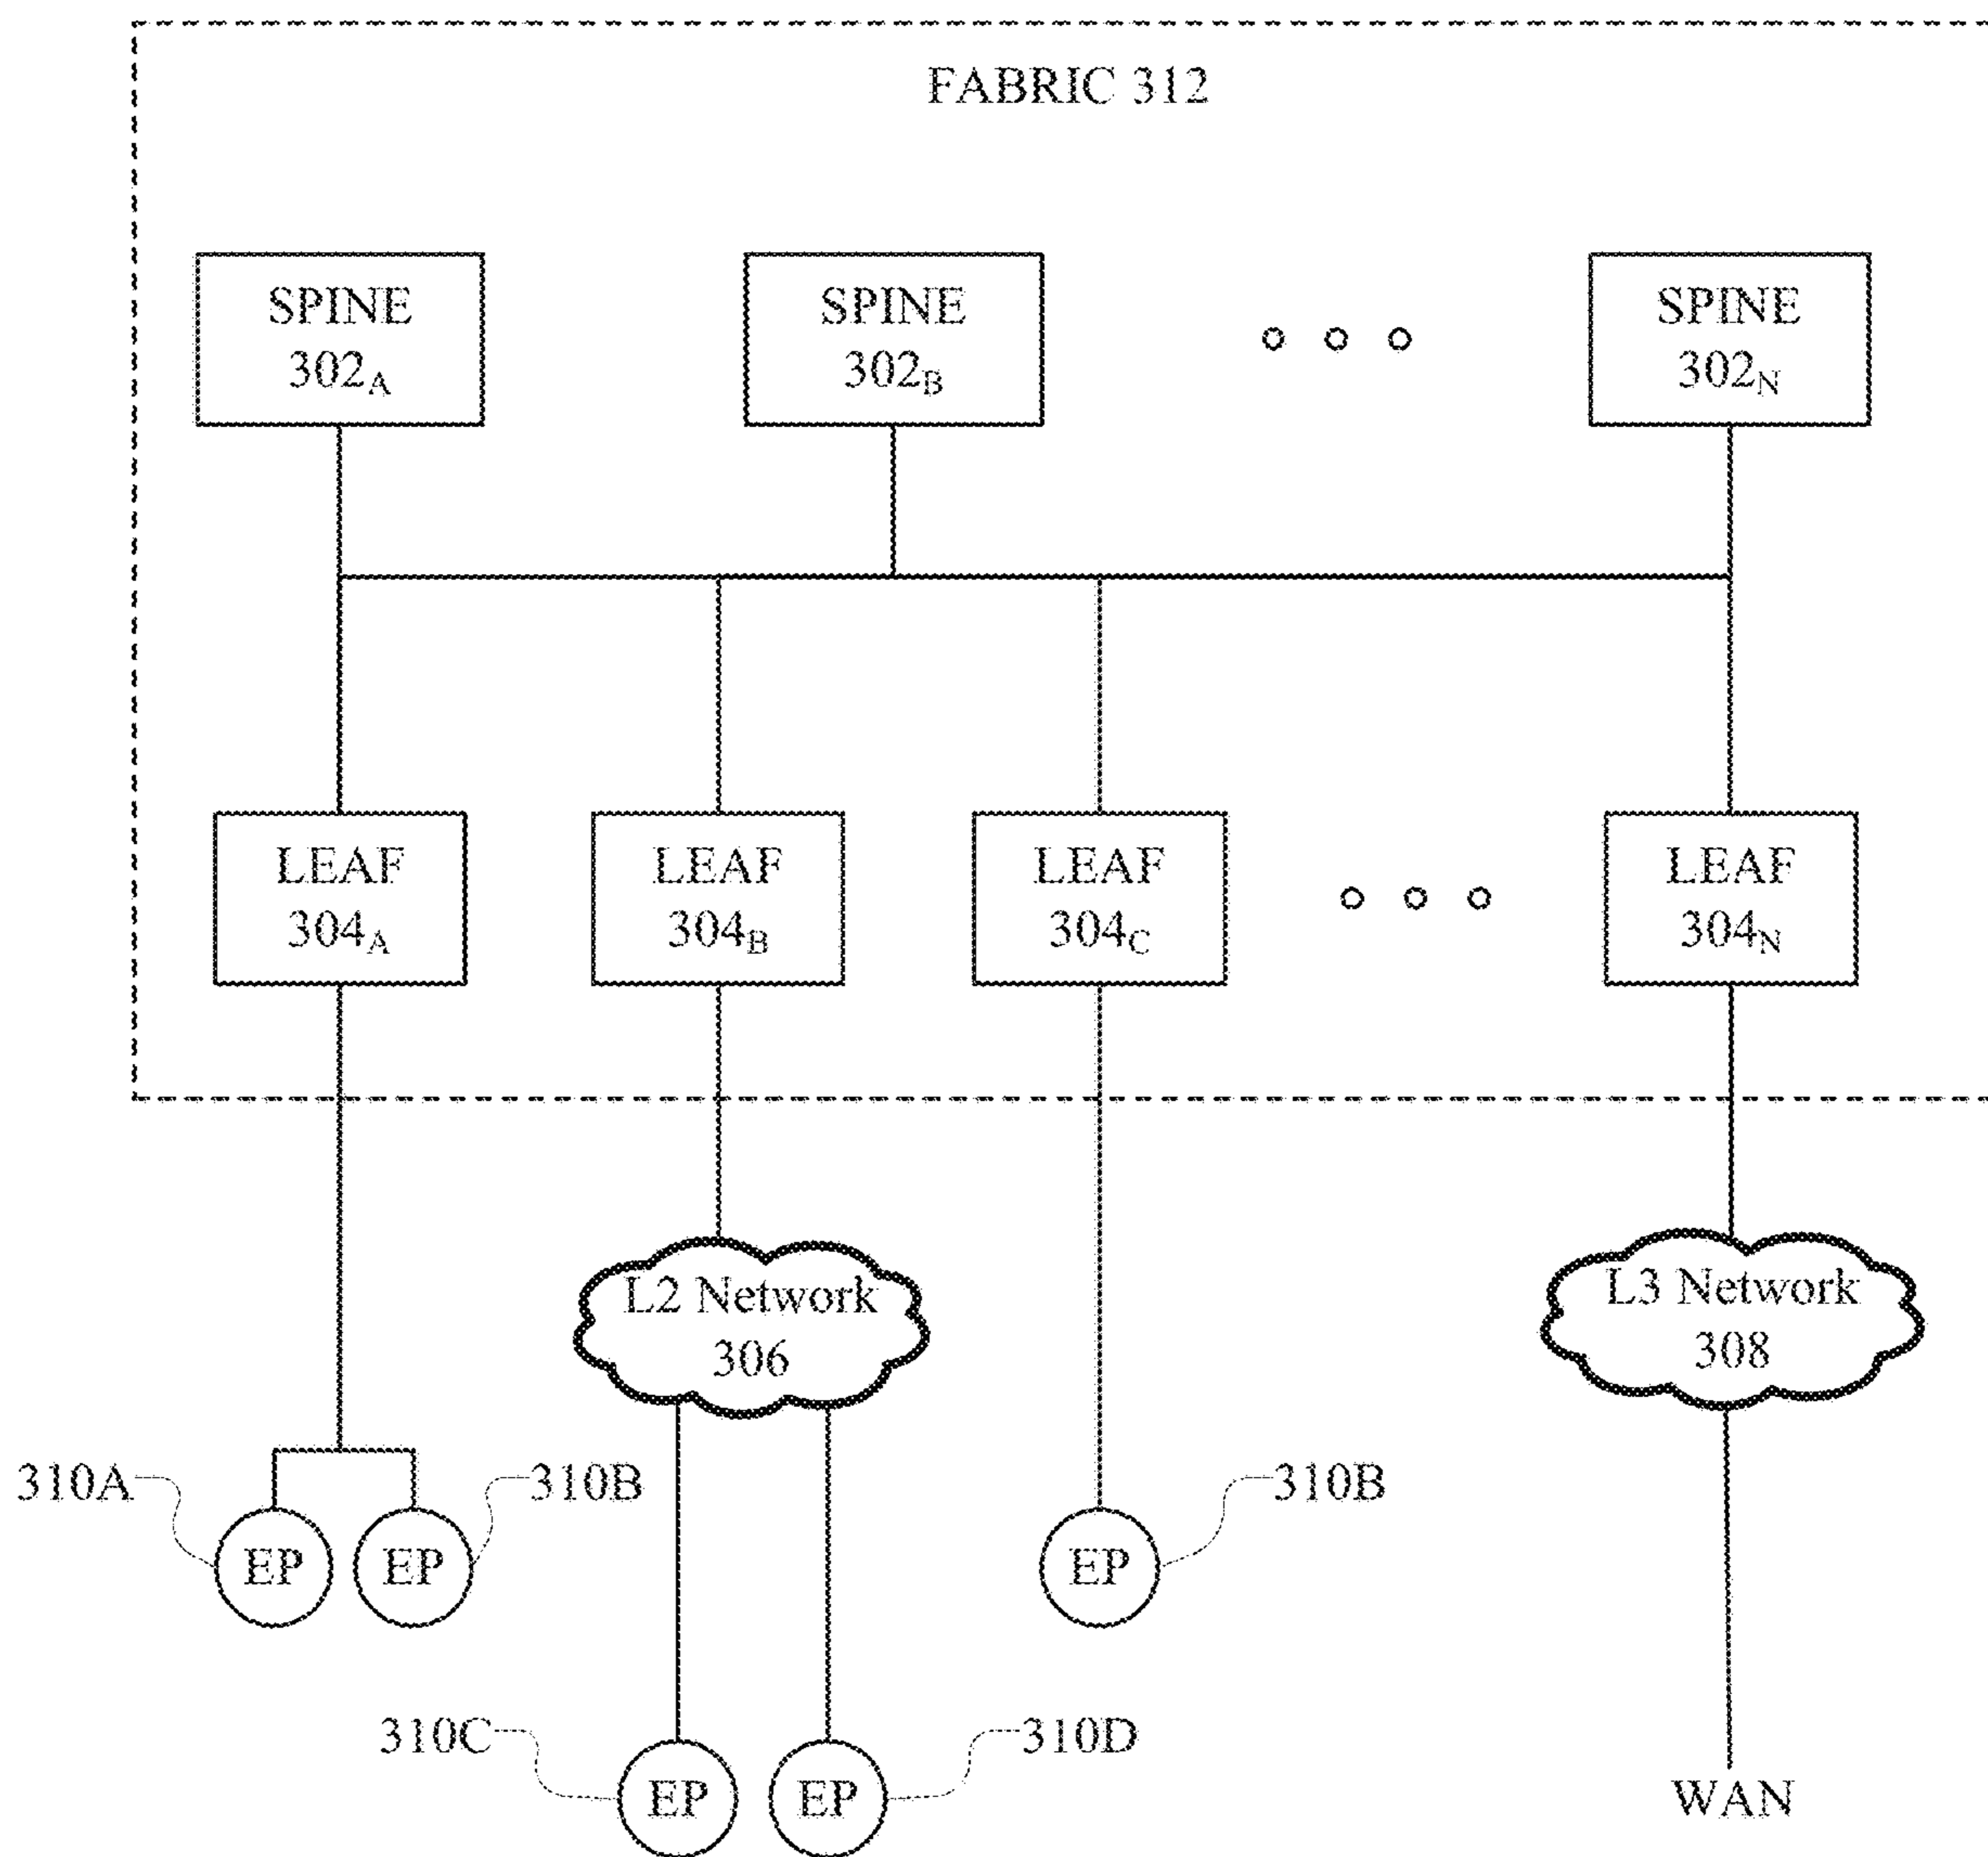 FABRIC 312
SPINE
302A
SPINE
302B
SPINE
302N
LEAF
304A
LEAF
304B
LEAF
304C
LEAF
304N
L2 Network
306
L3 Network
308
310A
310B
310B
EP
EP
EP
310C
310D
EP
EP
WAN